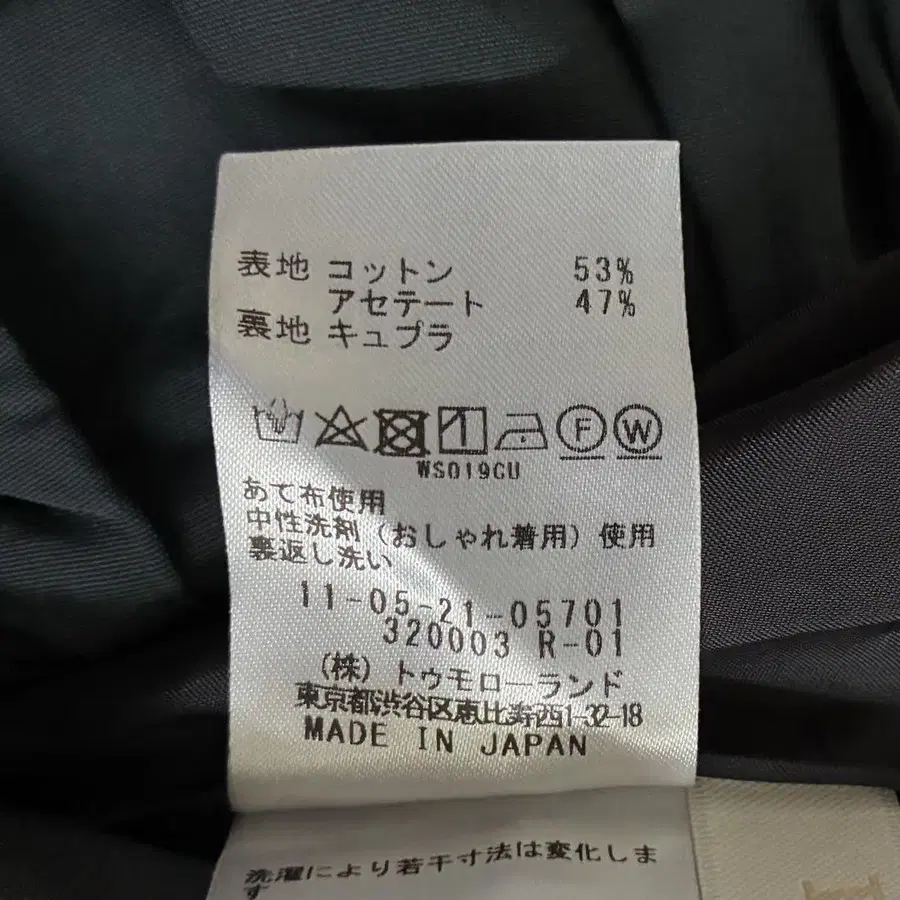 表地 コットン 53%
アセテート 47%
裏地 キュプラ
F W
WS019CU
あて布使用
中性洗剤（おしゃれ着用）使用
裏返し洗い
11-05-21-05701
320003 R-01
（株）トゥモローランド
東京都渋谷区恵比寿西1-32-18
MADE IN JAPAN
洗濯により若干寸法は変化しま
す